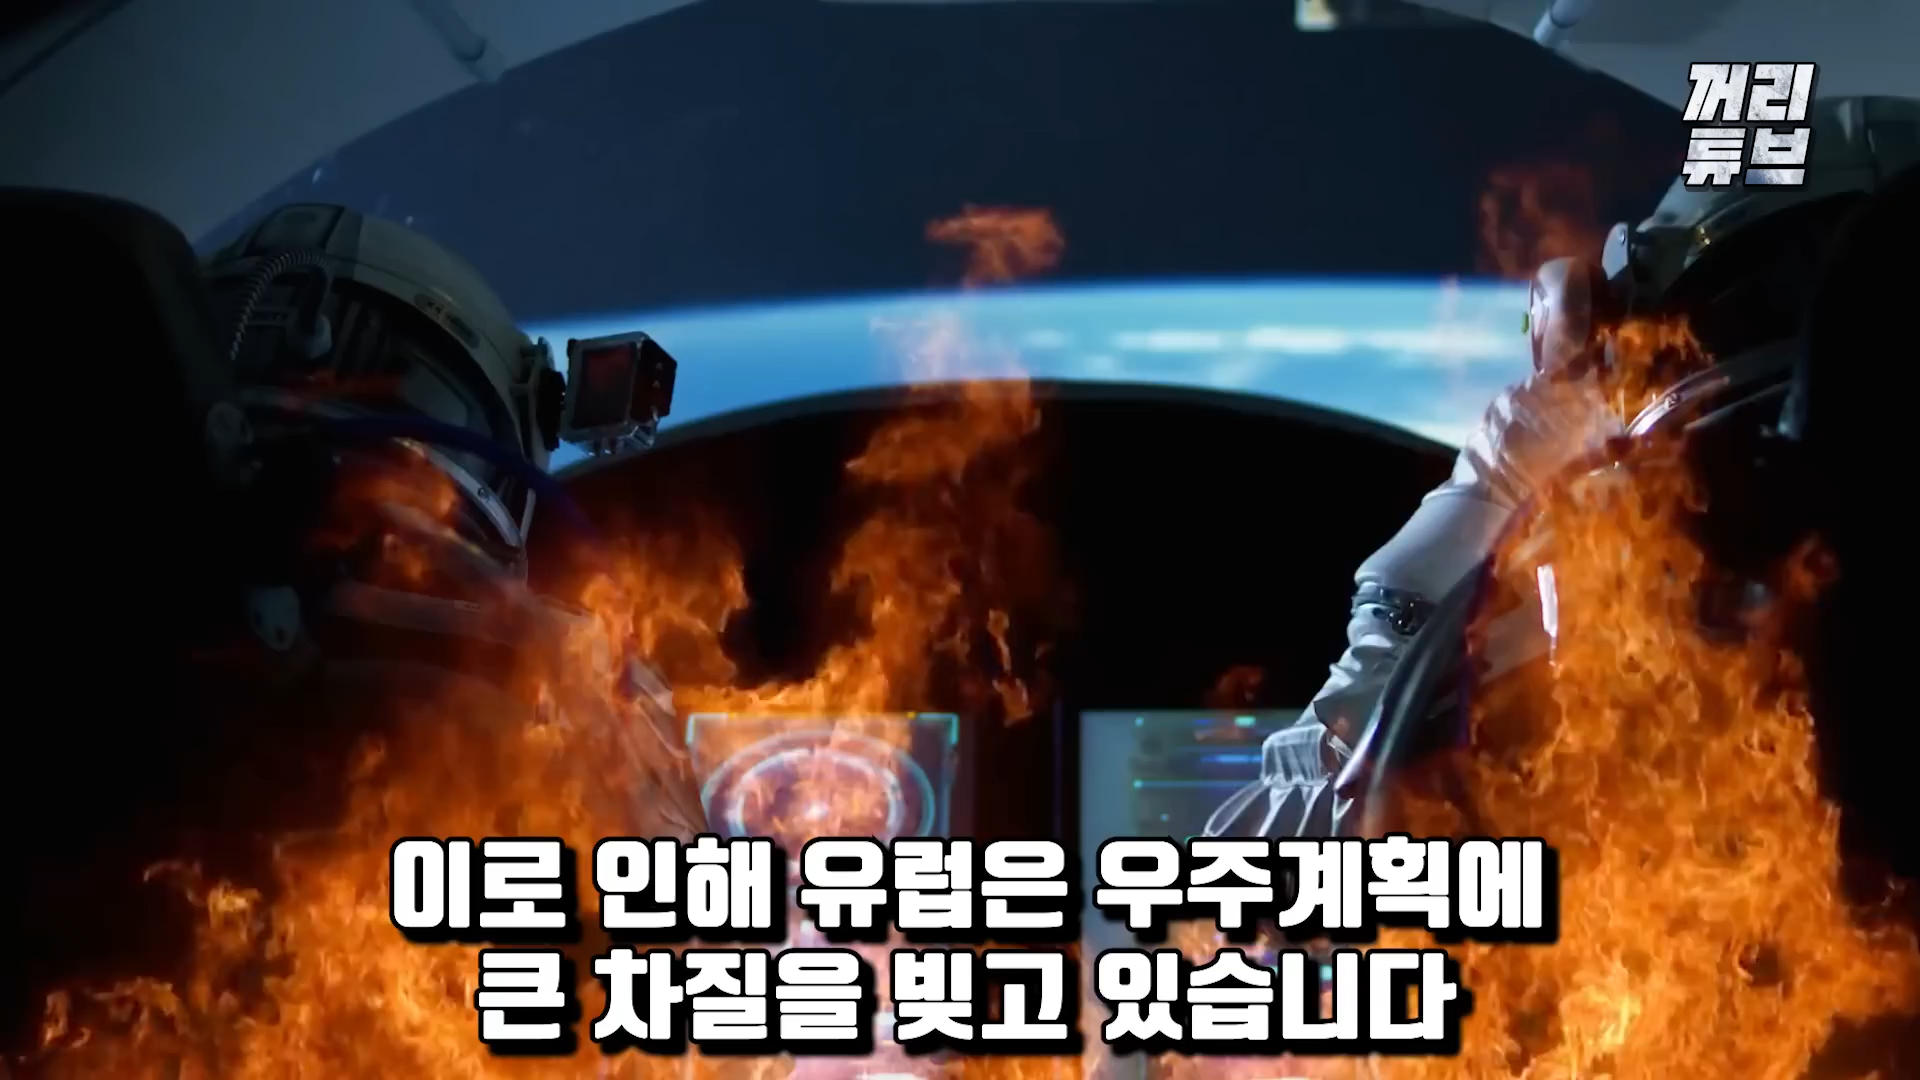 꺼리
튜브
이로 인해 유럽은 우주계획에
큰 차질을 빚고 있습니다